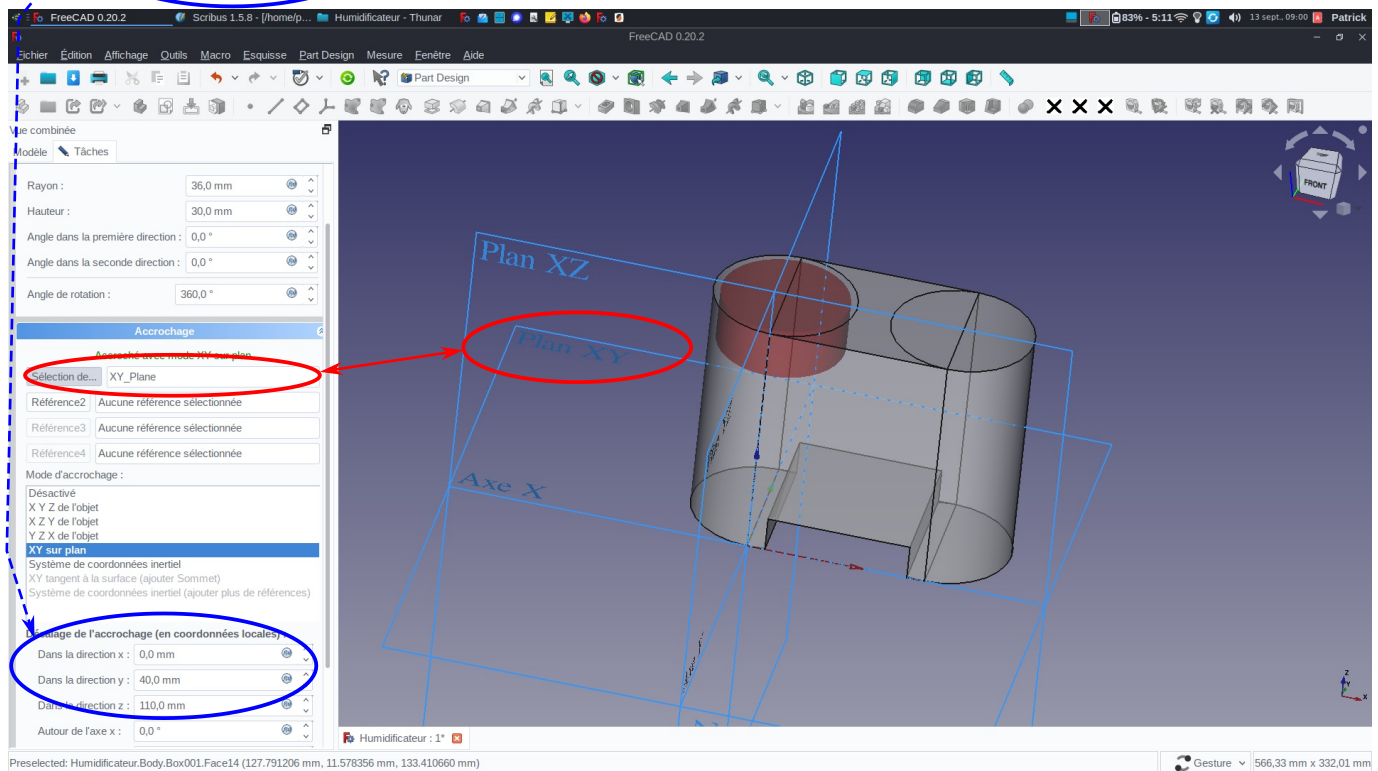 FreeCAD 0.20.2
Scribus 1.5.8 - [/home/p...
Humidificateur - Thunar
83% - 5:11
13 sept., 09:00
Patrick
FreeCAD 0.20.2
Fichier Édition Affichage Outils Macro Esquisse Part Design Mesure Fenêtre Aide
Part Design
Vue combinée
Modèle
Tâches
Rayon : 36,0 mm
Hauteur : 30,0 mm
Angle dans la première direction : 0,0 °
Angle dans la seconde direction : 0,0 °
Angle de rotation : 360,0 °
Accrochage
Accroché avec mode XY sur plan
Sélection de... XY_Plane
Référence2 Aucune référence sélectionnée
Référence3 Aucune référence sélectionnée
Référence4 Aucune référence sélectionnée
Mode d'accrochage :
Désactivé
X Y Z de l'objet
X Z Y de l'objet
Y Z X de l'objet
XY sur plan
Système de coordonnées inertiel
XY tangent à la surface (ajouter Sommet)
Système de coordonnées inertiel (ajouter plus de références)
Décalage de l'accrochage (en coordonnées locales) :
Dans la direction x : 0,0 mm
Dans la direction y : 40,0 mm
Dans la direction z : 110,0 mm
Autour de l'axe x : 0,0 °
Plan XZ
Plan XY
Axe X
FRONT
Z
Y
X
Humidificateur : 1*
Preselected: Humidificateur.Body.Box001.Face14 (127.791206 mm, 11.578356 mm, 133.410660 mm)
Gesture
566,33 mm x 332,01 mm